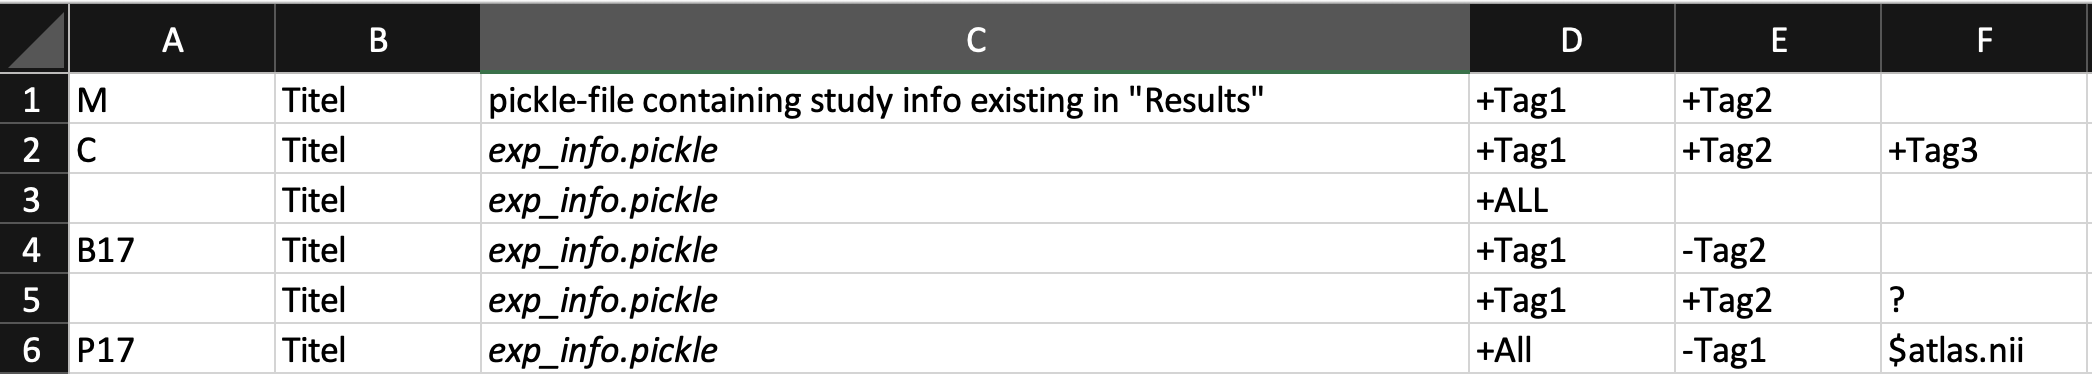 A B C D E F
1 M Titel pickle-file containing study info existing in "Results" +Tag1 +Tag2
2 C Titel exp_info.pickle +Tag1 +Tag2 +Tag3
3 Titel exp_info.pickle +ALL
4 B17 Titel exp_info.pickle +Tag1 -Tag2
5 Titel exp_info.pickle +Tag1 +Tag2 ?
6 P17 Titel exp_info.pickle +All -Tag1 $atlas.nii